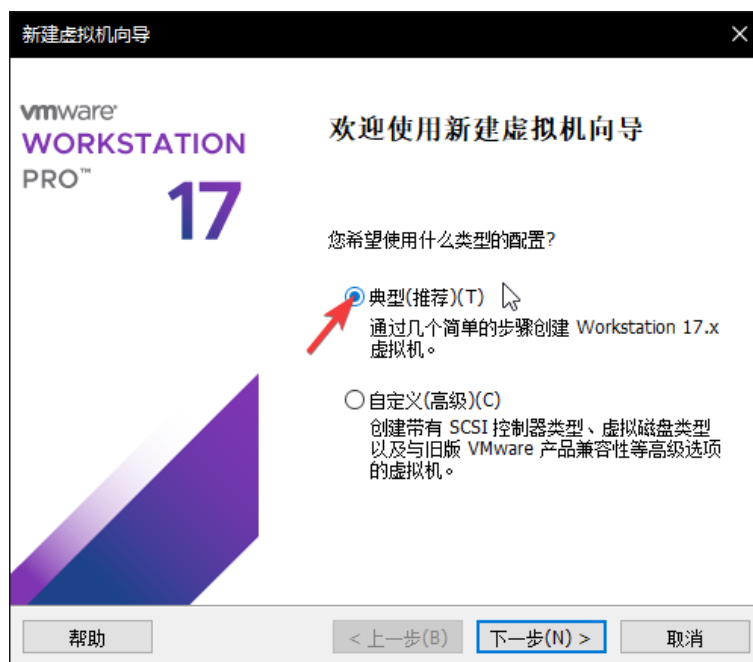 新建虚拟机向导
vmware
WORKSTATION
PRO™
17
欢迎使用新建虚拟机向导
您希望使用什么类型的配置?
典型(推荐)(T)
通过几个简单的步骤创建 Workstation 17.x
虚拟机。
自定义(高级)(C)
创建带有 SCSI 控制器类型、虚拟磁盘类型
以及与旧版 VMware 产品兼容性等高级选项
的虚拟机。
帮助
< 上一步(B)
下一步(N) >
取消